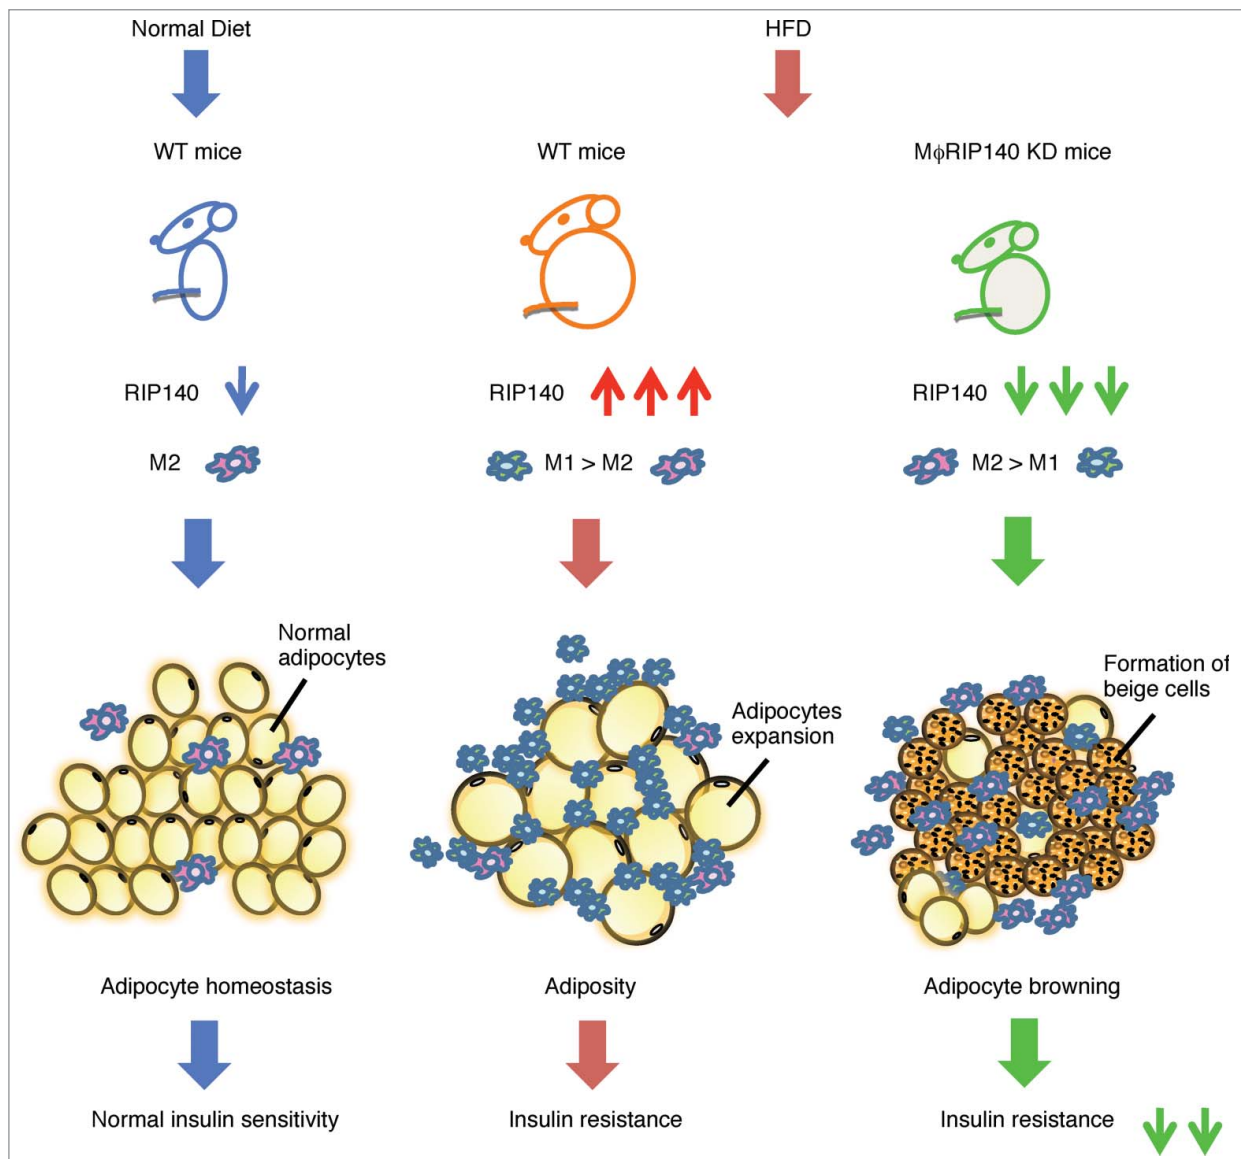 Normal Diet
HFD
WT mice
WT mice
MϕRIP140 KD mice
RIP140
RIP140
RIP140
M2
M1 > M2
M2 > M1
Normal
adipocytes
Adipocytes
expansion
Formation of
beige cells
Adipocyte homeostasis
Adiposity
Adipocyte browning
Normal insulin sensitivity
Insulin resistance
Insulin resistance